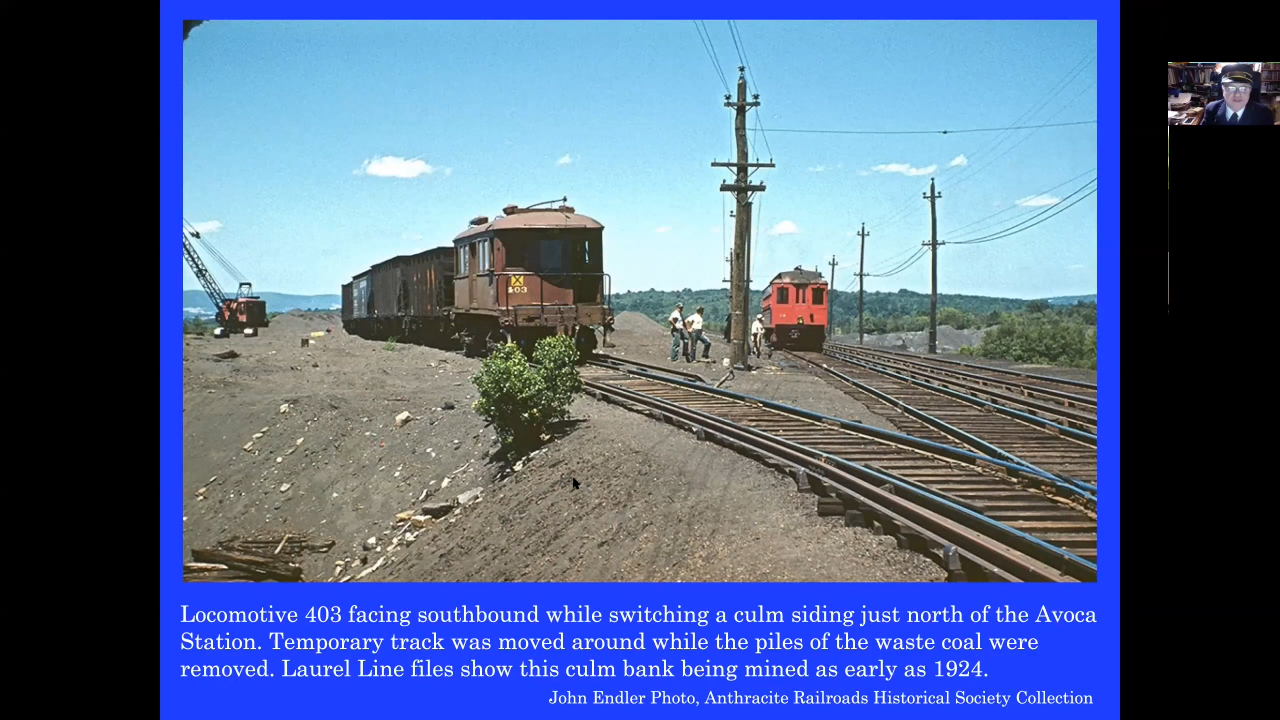 X
403
Locomotive 403 facing southbound while switching a culm siding just north of the Avoca
Station. Temporary track was moved around while the piles of the waste coal were
removed. Laurel Line files show this culm bank being mined as early as 1924.
John Endler Photo, Anthracite Railroads Historical Society Collection